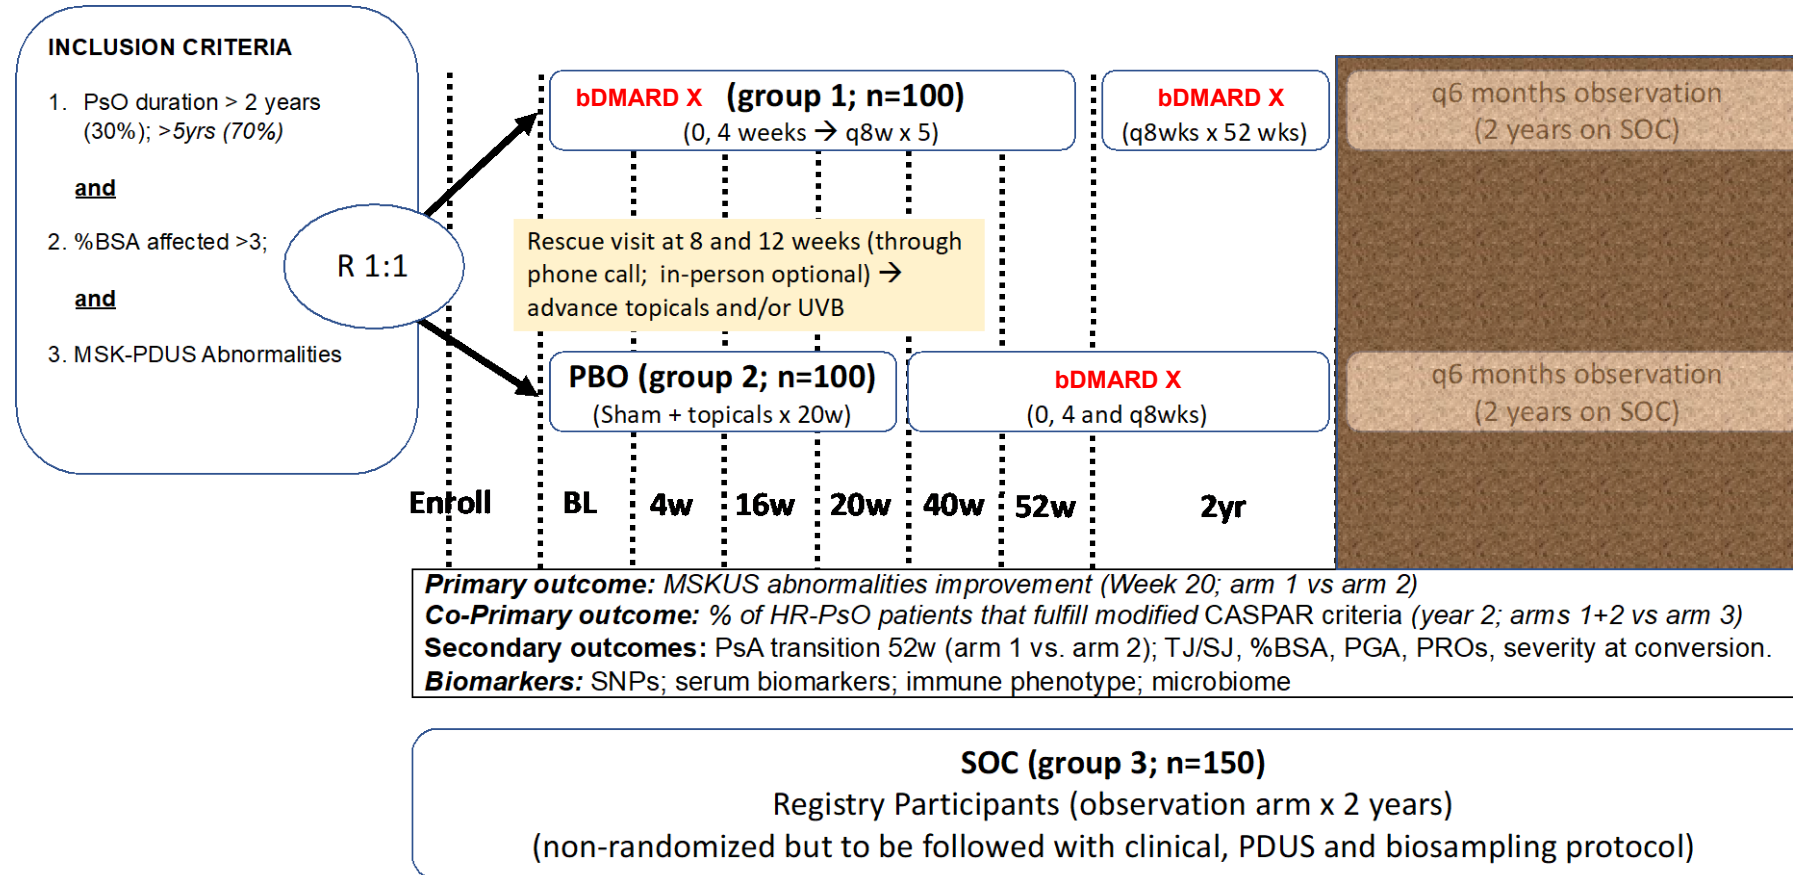 INCLUSION CRITERIA
1. PsO duration > 2 years
(30%); >5yrs (70%)
and
2. %BSA affected >3;
and
3. MSK-PDUS Abnormalities
R 1:1
bDMARD X (group 1; n=100)
(0, 4 weeks → q8w x 5)
bDMARD X
(q8wks x 52 wks)
q6 months observation
(2 years on SOC)
Rescue visit at 8 and 12 weeks (through
phone call; in-person optional) →
advance topicals and/or UVB
PBO (group 2; n=100)
(Sham + topicals x 20w)
bDMARD X
(0, 4 and q8wks)
q6 months observation
(2 years on SOC)
Enroll BL 4w 16w 20w 40w 52w 2yr
Primary outcome: MSKUS abnormalities improvement (Week 20; arm 1 vs arm 2)
Co-Primary outcome: % of HR-PsO patients that fulfill modified CASPAR criteria (year 2; arms 1+2 vs arm 3)
Secondary outcomes: PsA transition 52w (arm 1 vs. arm 2); TJ/SJ, %BSA, PGA, PROs, severity at conversion.
Biomarkers: SNPs; serum biomarkers; immune phenotype; microbiome
SOC (group 3; n=150)
Registry Participants (observation arm x 2 years)
(non-randomized but to be followed with clinical, PDUS and biosampling protocol)